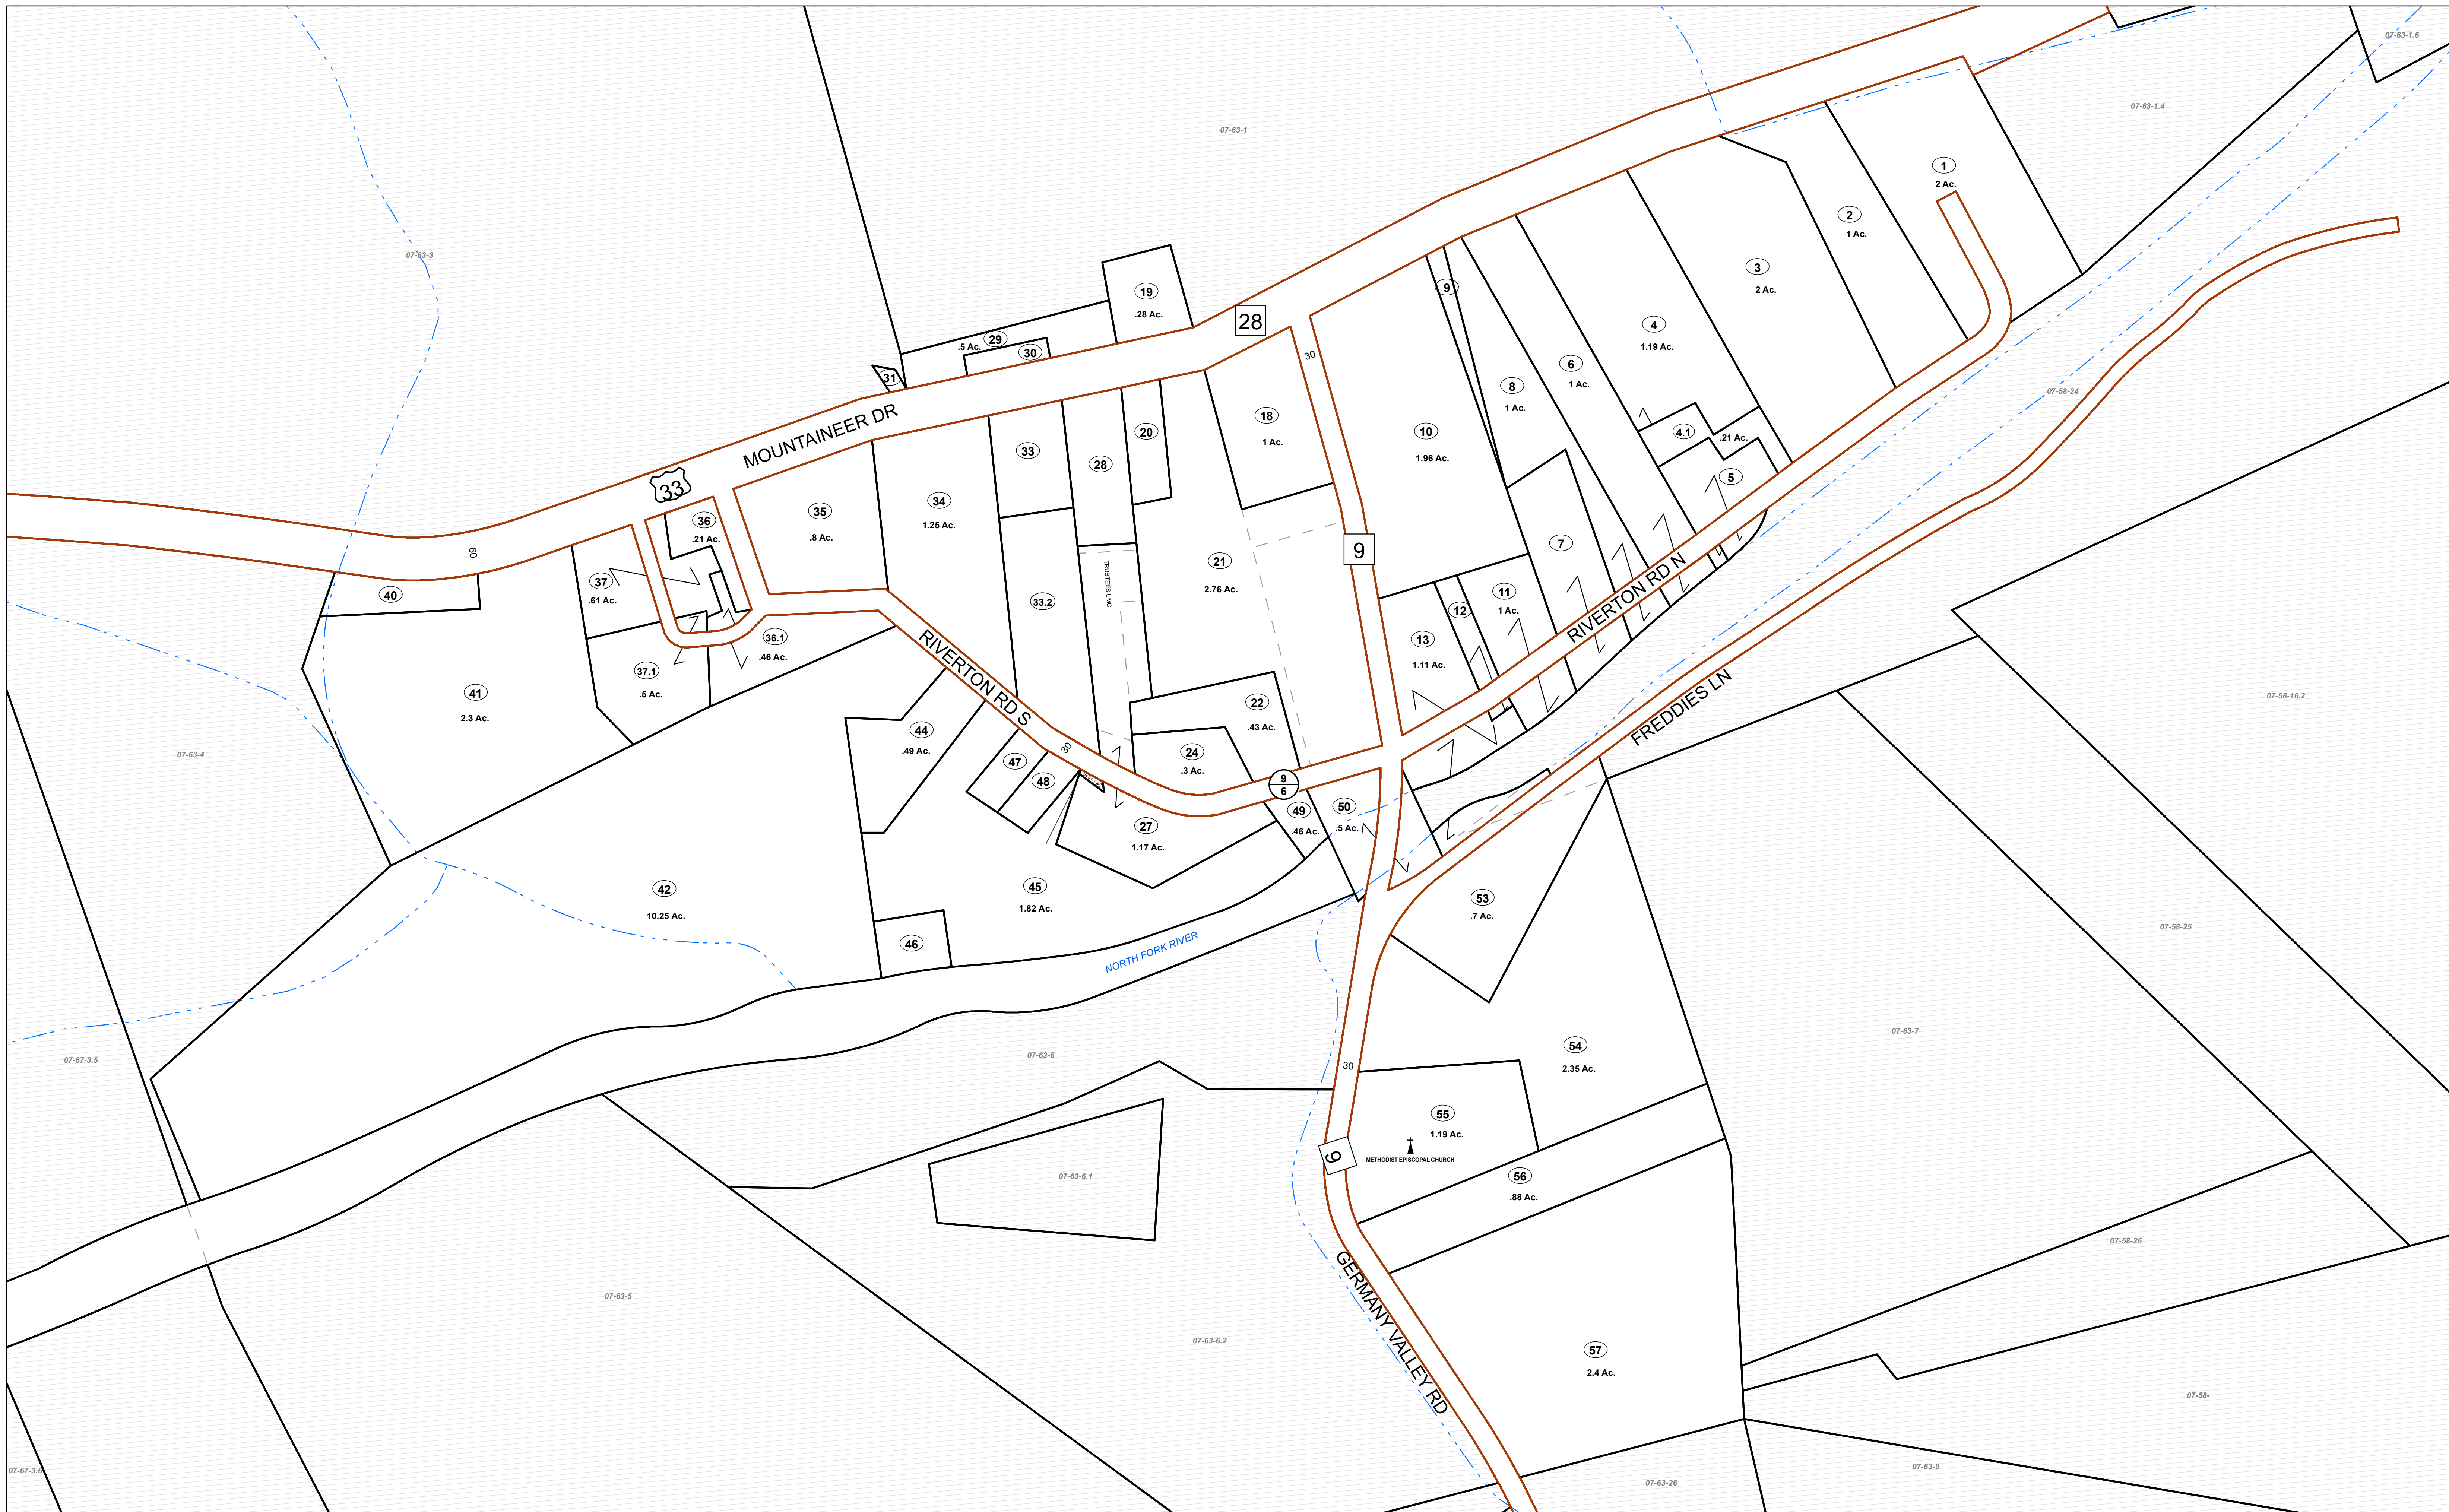 07-63-1.6
07-63-1.4
07-63-1
1
2 Ac.
2
1 Ac.
07-63-3
3
2 Ac.
9
19
.28 Ac.
28
4
1.19 Ac.
29
.5 Ac.
30
30
6
1 Ac.
31
8
1 Ac.
07-58-24
MOUNTAINEER DR
18
1 Ac.
10
1.96 Ac.
20
4.1
.21 Ac.
33
28
5
33
34
1.25 Ac.
35
.8 Ac.
36
.21 Ac.
60
9
7
21
2.76 Ac.
TRUSTEES UMC
37
.61 Ac.
40
33.2
11
1 Ac.
12
RIVERTON RD N
13
1.11 Ac.
36.1
.46 Ac.
37.1
.5 Ac.
RIVERTON RD S
41
2.3 Ac.
07-58-16.2
22
.43 Ac.
FREDDIES LN
44
.49 Ac.
30
24
.3 Ac.
07-63-4
47
48
9
6
49
.46 Ac.
50
.5 Ac.
27
1.17 Ac.
42
10.25 Ac.
45
1.82 Ac.
53
.7 Ac.
46
NORTH FORK RIVER
07-58-25
07-63-7
54
2.35 Ac.
07-67-3.5
07-63-6
30
55
1.19 Ac.
METHODIST EPISCOPAL CHURCH
9
07-63-6.1
56
.88 Ac.
07-58-26
GERMANY VALLEY RD
07-63-5
07-63-6.2
57
2.4 Ac.
07-58-
07-63-9
07-67-3.6
07-63-26